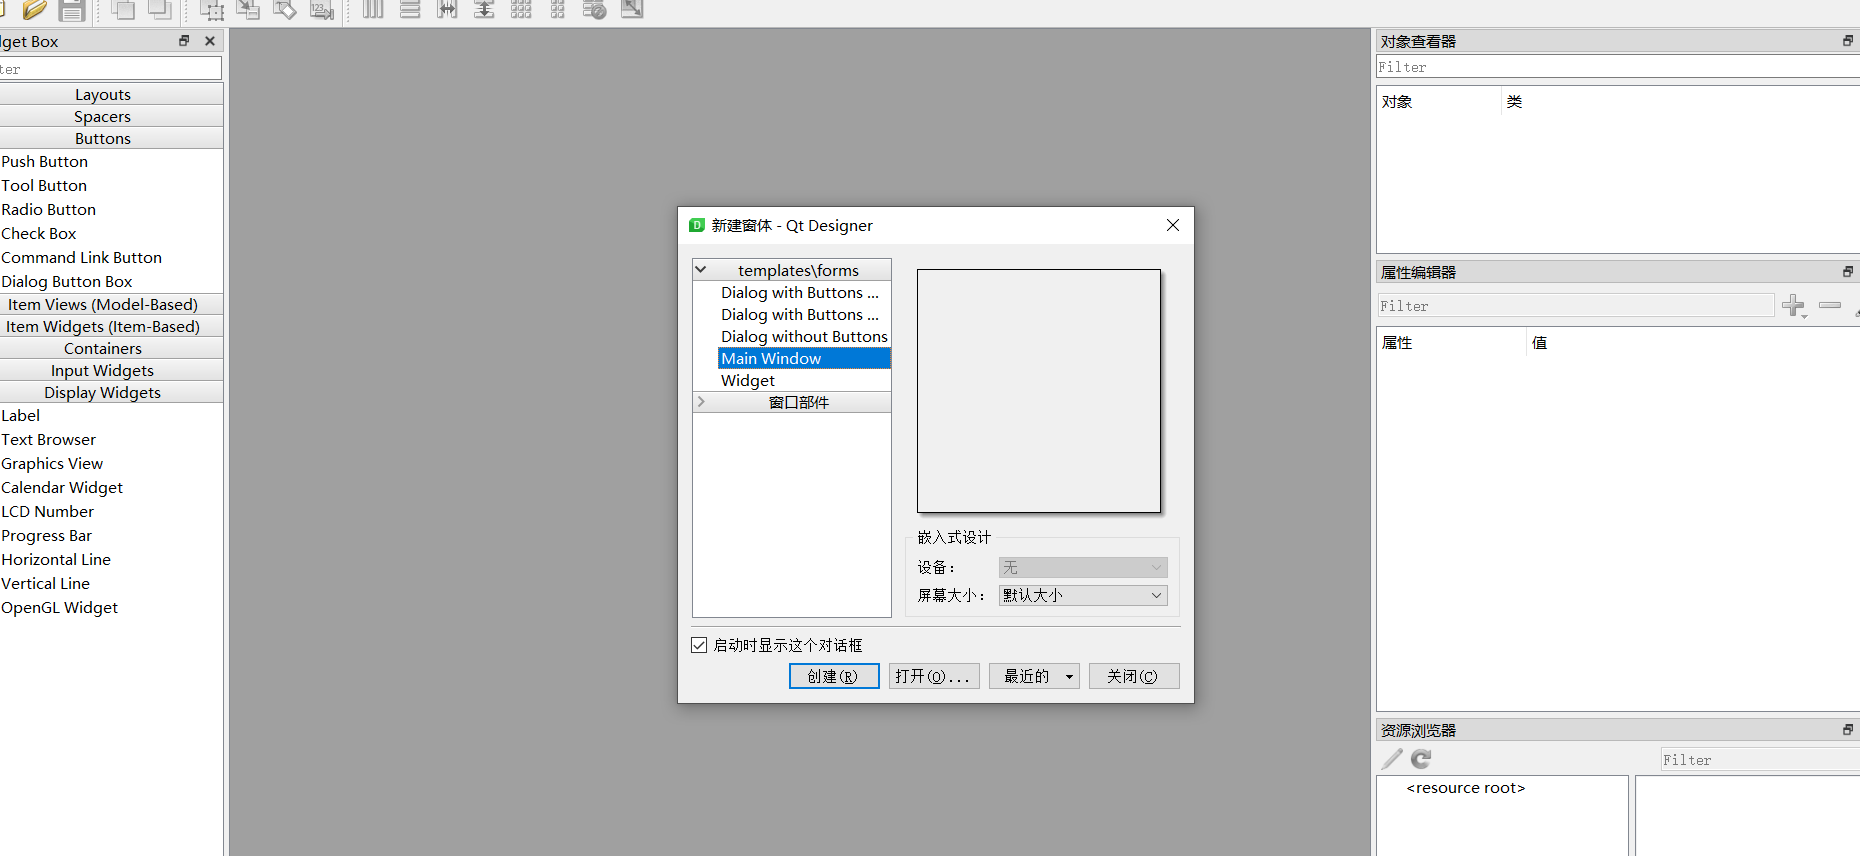 lget Box
ter
Layouts
Spacers
Buttons
Push Button
Tool Button
Radio Button
Check Box
Command Link Button
Dialog Button Box
Item Views (Model-Based)
Item Widgets (Item-Based)
Containers
Input Widgets
Display Widgets
Label
Text Browser
Graphics View
Calendar Widget
LCD Number
Progress Bar
Horizontal Line
Vertical Line
OpenGL Widget
新建窗体 - Qt Designer
templates\forms
Dialog with Buttons ...
Dialog with Buttons ...
Dialog without Buttons
Main Window
Widget
窗口部件
嵌入式设计
设备：
无
屏幕大小：
默认大小
启动时显示这个对话框
创建(R)
打开(O)...
最近的
关闭(C)
对象查看器
Filter
对象
类
属性编辑器
Filter
属性
值
资源浏览器
Filter
<resource root>